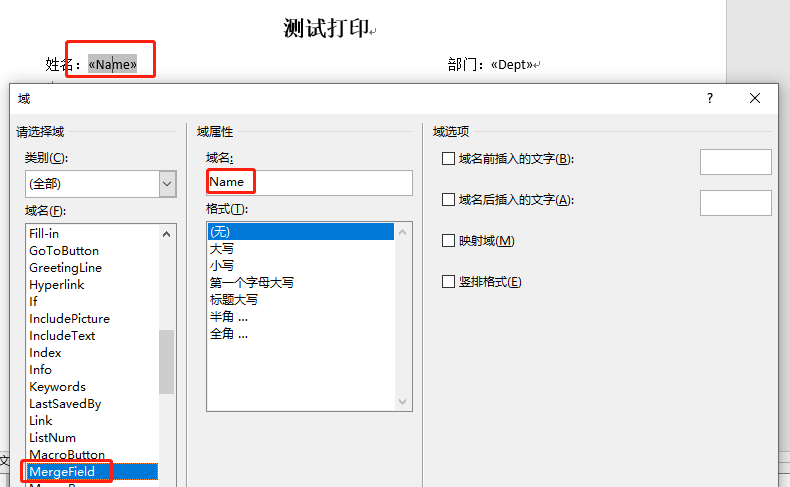 测试打印↵
姓名：«Name» 部门：«Dept»↵
域 ?
请选择域
类别(C):
(全部)
域名(F):
Fill-in
GoToButton
GreetingLine
Hyperlink
If
IncludePicture
IncludeText
Index
Info
Keywords
LastSavedBy
Link
ListNum
MacroButton
MergeField
域属性
域名:
Name
格式(T):
(无)
大写
小写
第一个字母大写
标题大写
半角 ...
全角 ...
域选项
域名前插入的文字(B):
域名后插入的文字(A):
映射域(M)
竖排格式(E)
文